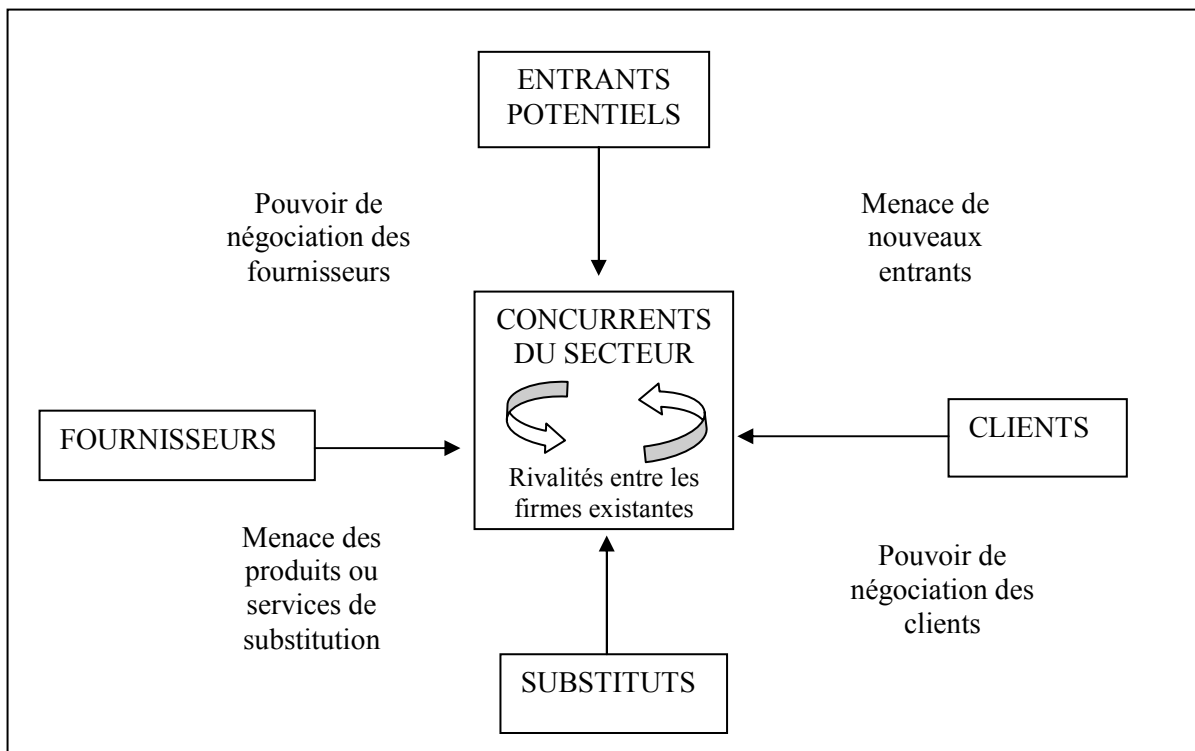 ENTRANTS
POTENTIELS
Pouvoir de
négociation des
fournisseurs
Menace de
nouveaux
entrants
CONCURRENTS
DU SECTEUR
Rivalités entre les
firmes existantes
FOURNISSEURS
CLIENTS
Menace des
produits ou
services de
substitution
Pouvoir de
négociation des
clients
SUBSTITUTS